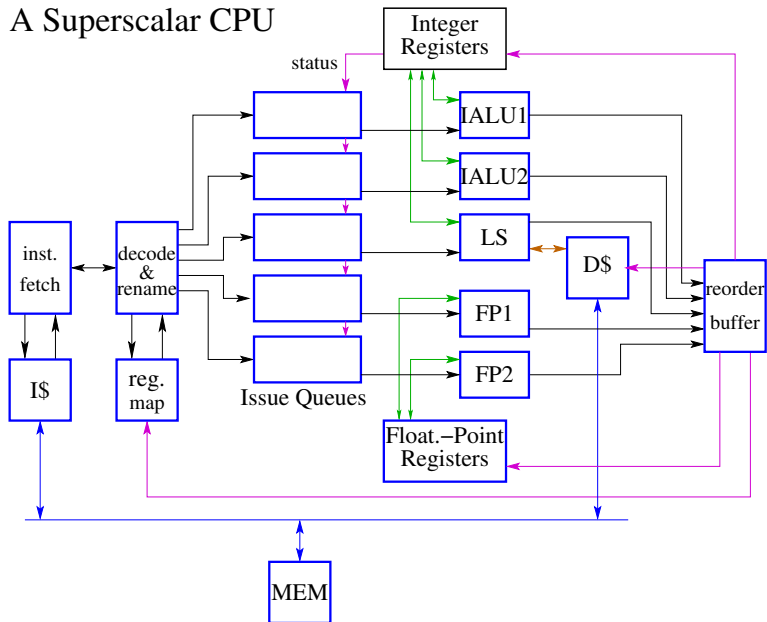 A Superscalar CPU
Integer
Registers
status
IALU1
IALU2
LS
D$
inst.
fetch
decode
&
rename
reorder
buffer
FP1
FP2
I$
reg.
map
Issue Queues
Float.-Point
Registers
MEM